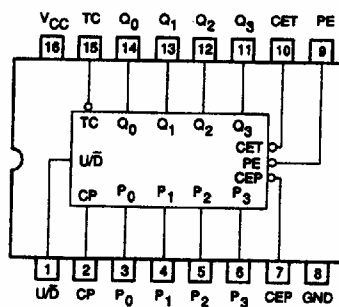 VCC TC Q0 Q1 Q2 Q3 CET PE
16 15 14 13 12 11 10 9
TC Q0 Q1 Q2 Q3
CET
U/D̅ PE
CEP
CP P0 P1 P2 P3
1 2 3 4 5 6 7 8
U/D̅ CP P0 P1 P2 P3 CEP GND